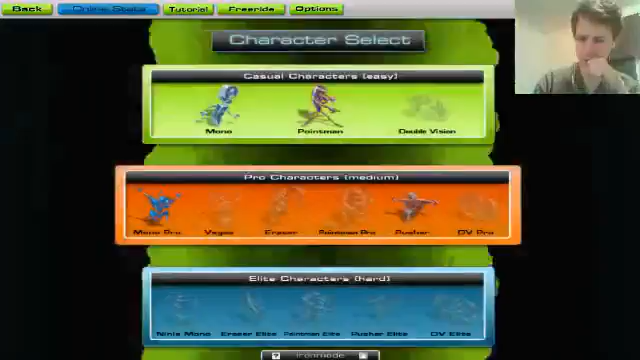 Back Online Stats Tutorial Freeride Options
Character Select
Casual Characters (easy)
Mono Pointman Double Vision
Pro Characters (medium)
Mono Pro Vegas Eraser Pointman Pro Pusher DV Pro
Elite Characters (hard)
Ninja Mono Eraser Elite Pointman Elite Pusher Elite DV Elite
? Ironmode